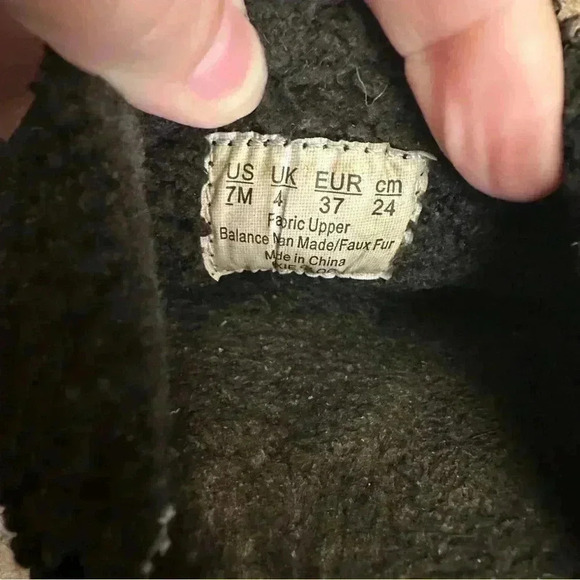 US UK EUR cm
7M 4 37 24
Fabric Upper
Balance Man Made/Faux Fur
Made in China